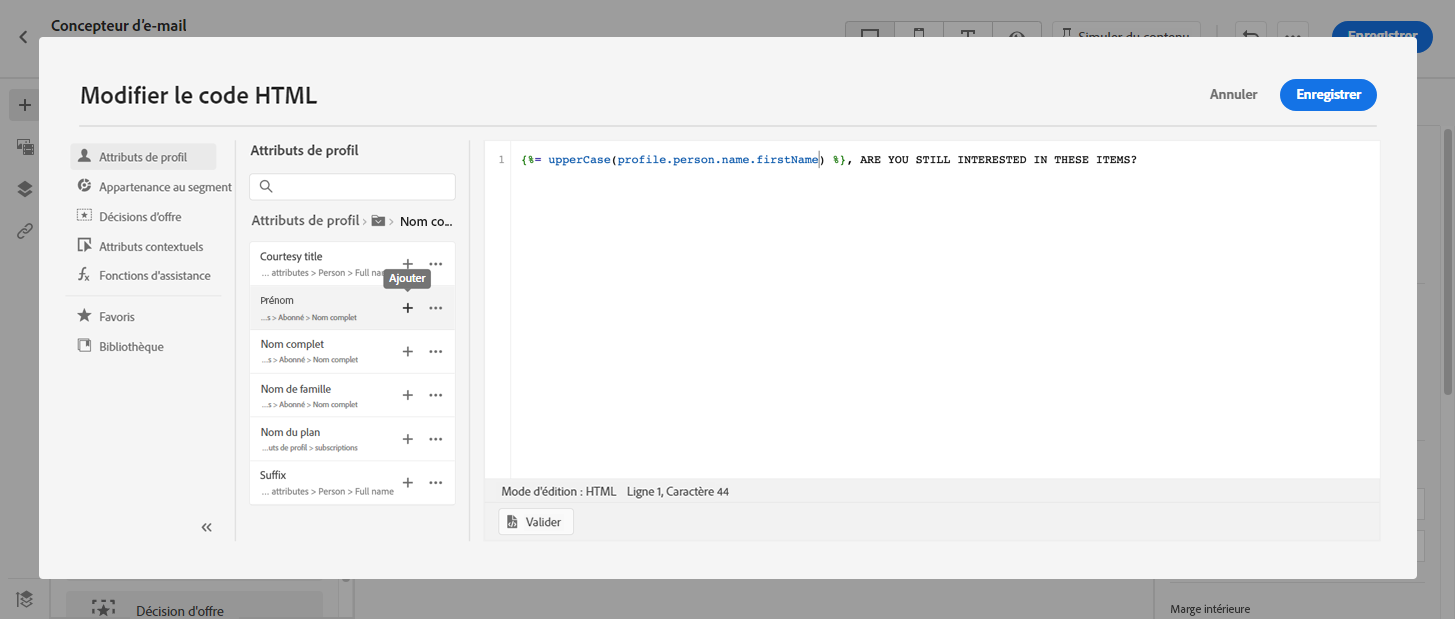 Concepteur d'e-mail
Simuler du contenu
Enregistrer
Modifier le code HTML
Annuler
Enregistrer
Attributs de profil
Appartenance au segment
Décisions d'offre
Attributs contextuels
Fonctions d'assistance
Favoris
Bibliothèque
Attributs de profil
Attributs de profil > Nom co...
Courtesy title
... attributes > Person > Full na
Ajouter
Prénom
...s > Abonné > Nom complet
Nom complet
...s > Abonné > Nom complet
Nom de famille
...s > Abonné > Nom complet
Nom du plan
...uts de profil > subscriptions
Suffix
... attributes > Person > Full name
1 {%= upperCase(profile.person.name.firstName) %}, ARE YOU STILL INTERESTED IN THESE ITEMS?
Mode d'édition : HTML Ligne 1, Caractère 44
Valider
Décision d'offre
Marge intérieure